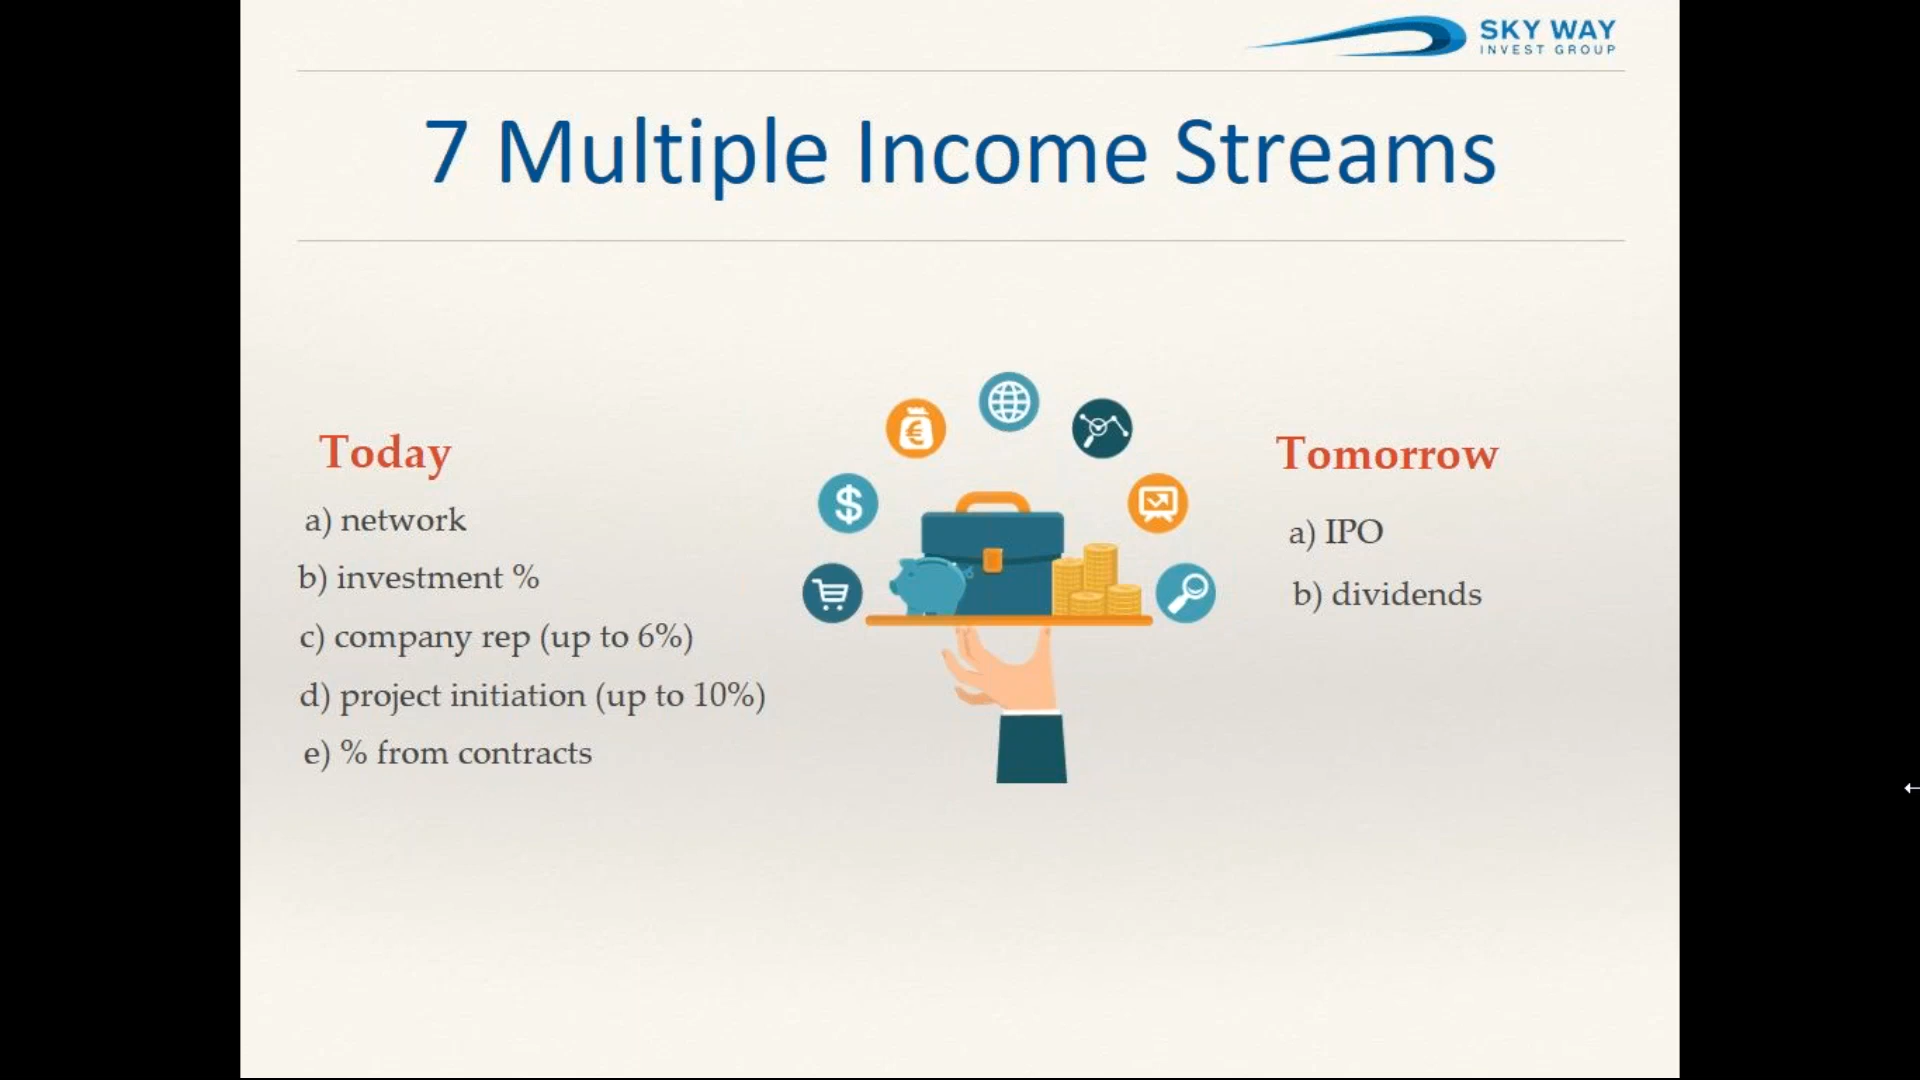 SKY WAY
INVEST GROUP
7 Multiple Income Streams
Today
a) network
b) investment %
c) company rep (up to 6%)
d) project initiation (up to 10%)
e) % from contracts
$
€
Tomorrow
a) IPO
b) dividends